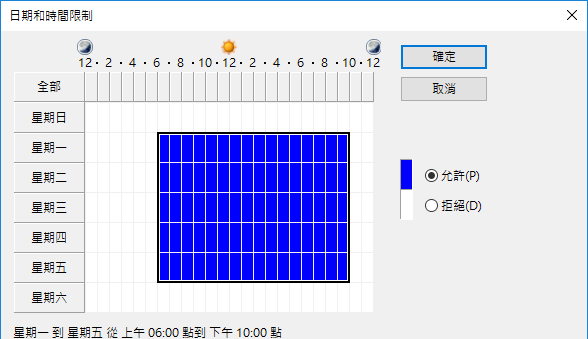 日期和時間限制
12 · 2 · 4 · 6 · 8 · 10 · 12 · 2 · 4 · 6 · 8 · 10 · 12
確定
全部
取消
星期日
星期一
星期二
允許(P)
星期三
拒絕(D)
星期四
星期五
星期六
星期一 到 星期五 從 上午 06:00 點到 下午 10:00 點